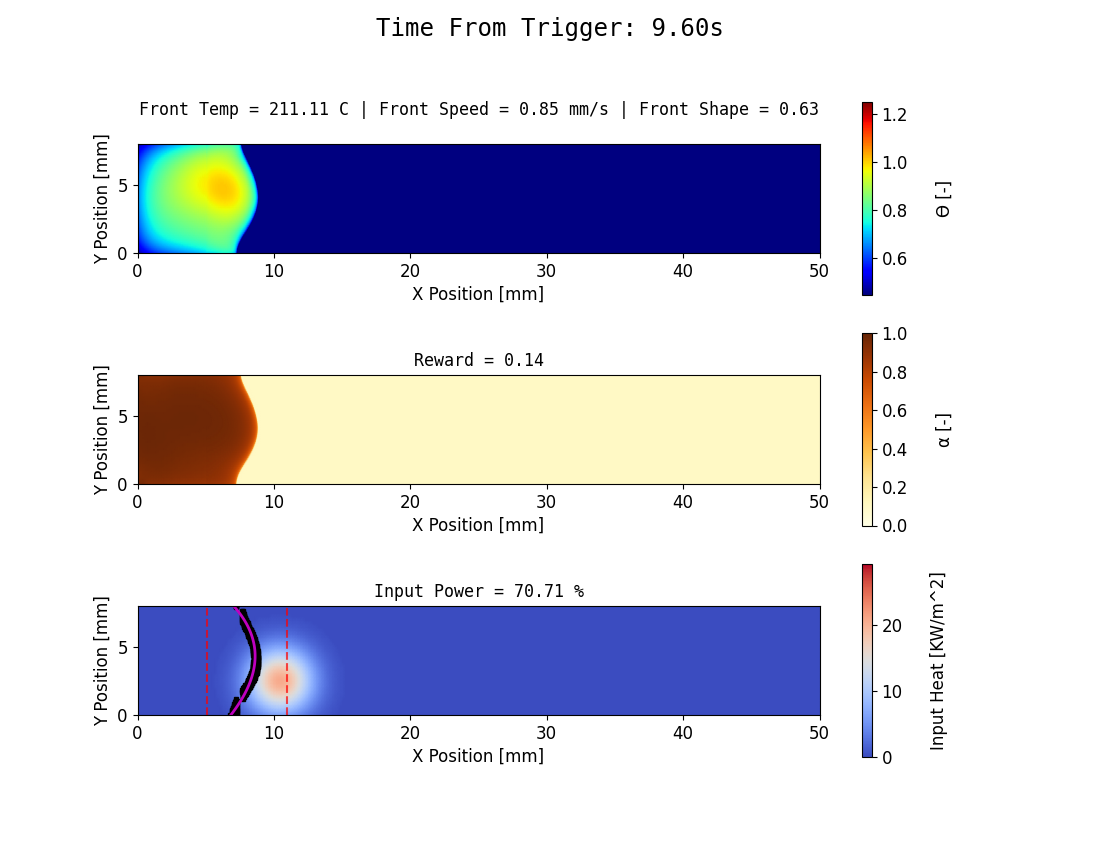 Time From Trigger: 9.60s
Front Temp = 211.11 C | Front Speed = 0.85 mm/s | Front Shape = 0.63
Y Position [mm]
5
0
0 10 20 30 40 50
X Position [mm]
1.2
1.0
0.8
0.6
Θ [-]
Reward = 0.14
Y Position [mm]
5
0
0 10 20 30 40 50
X Position [mm]
1.0
0.8
0.6
0.4
0.2
0.0
α [-]
Input Power = 70.71 %
Y Position [mm]
5
0
0 10 20 30 40 50
X Position [mm]
20
10
0
Input Heat [KW/m^2]